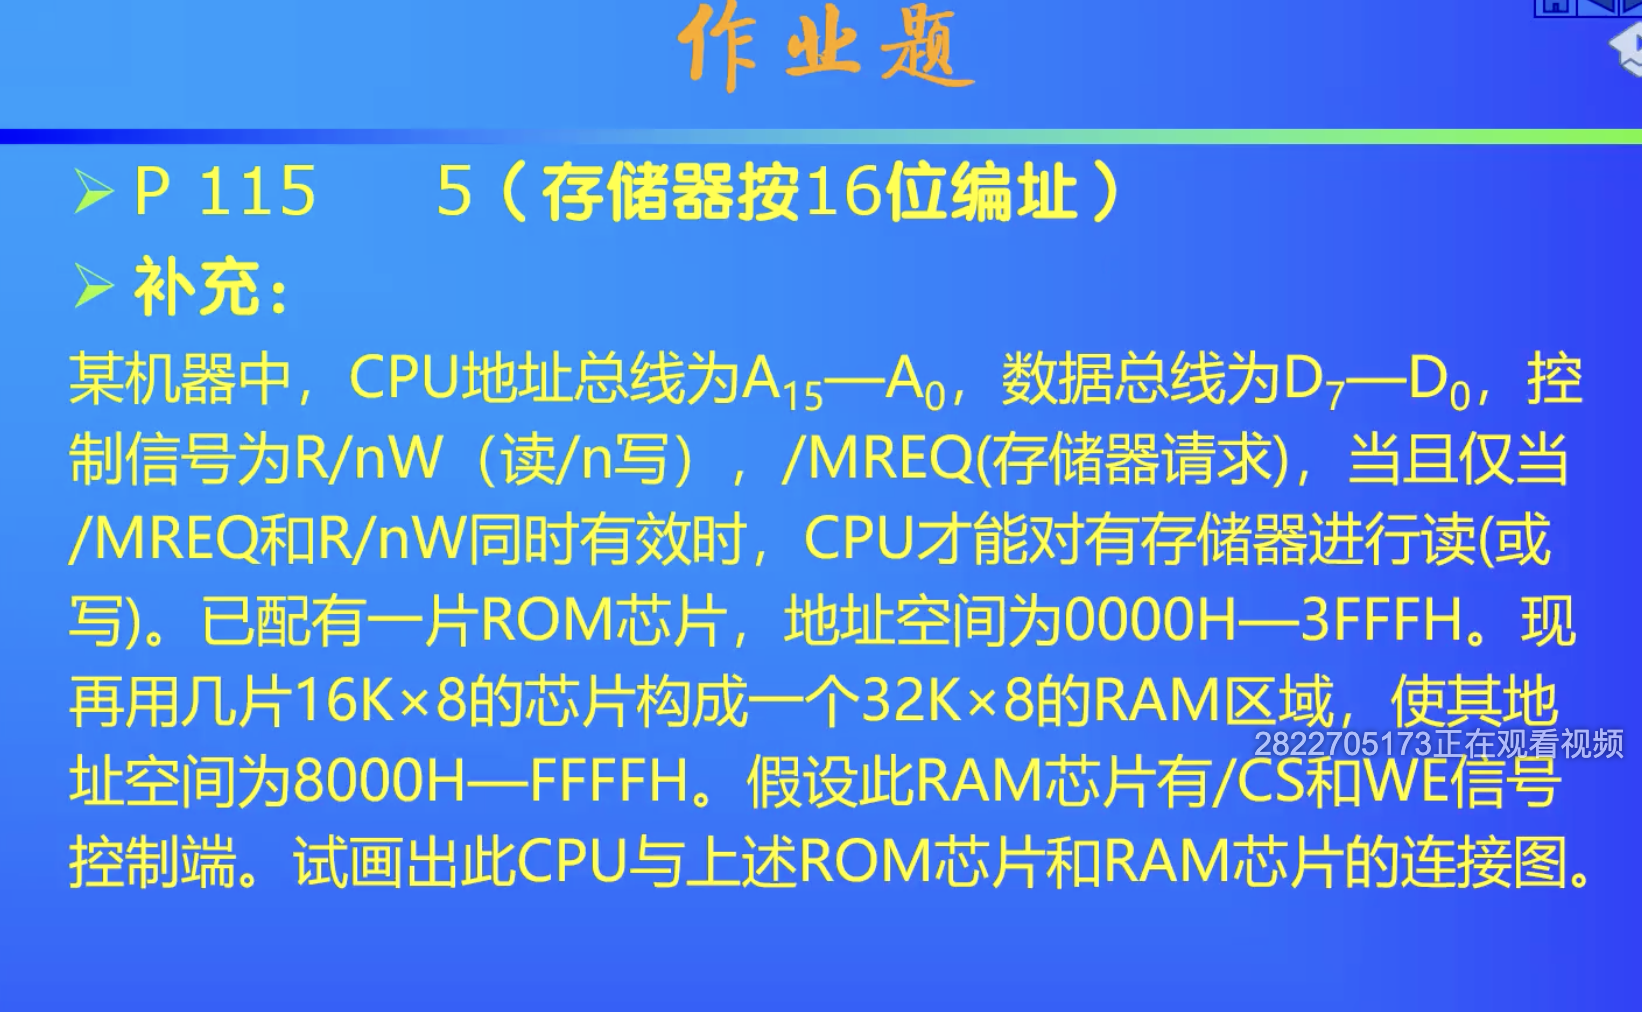 作业题
P 115 5（存储器按16位编址）
补充：
某机器中，CPU地址总线为A₁₅—A₀，数据总线为D₇—D₀，控
制信号为R/nW（读/n写），/MREQ(存储器请求)，当且仅当
/MREQ和R/nW同时有效时，CPU才能对有存储器进行读(或
写)。已配有一片ROM芯片，地址空间为0000H—3FFFH。现
再用几片16K×8的芯片构成一个32K×8的RAM区域，使其地
2822705173正在观看视频
址空间为8000H—FFFFH。假设此RAM芯片有/CS和WE信号
控制端。试画出此CPU与上述ROM芯片和RAM芯片的连接图。